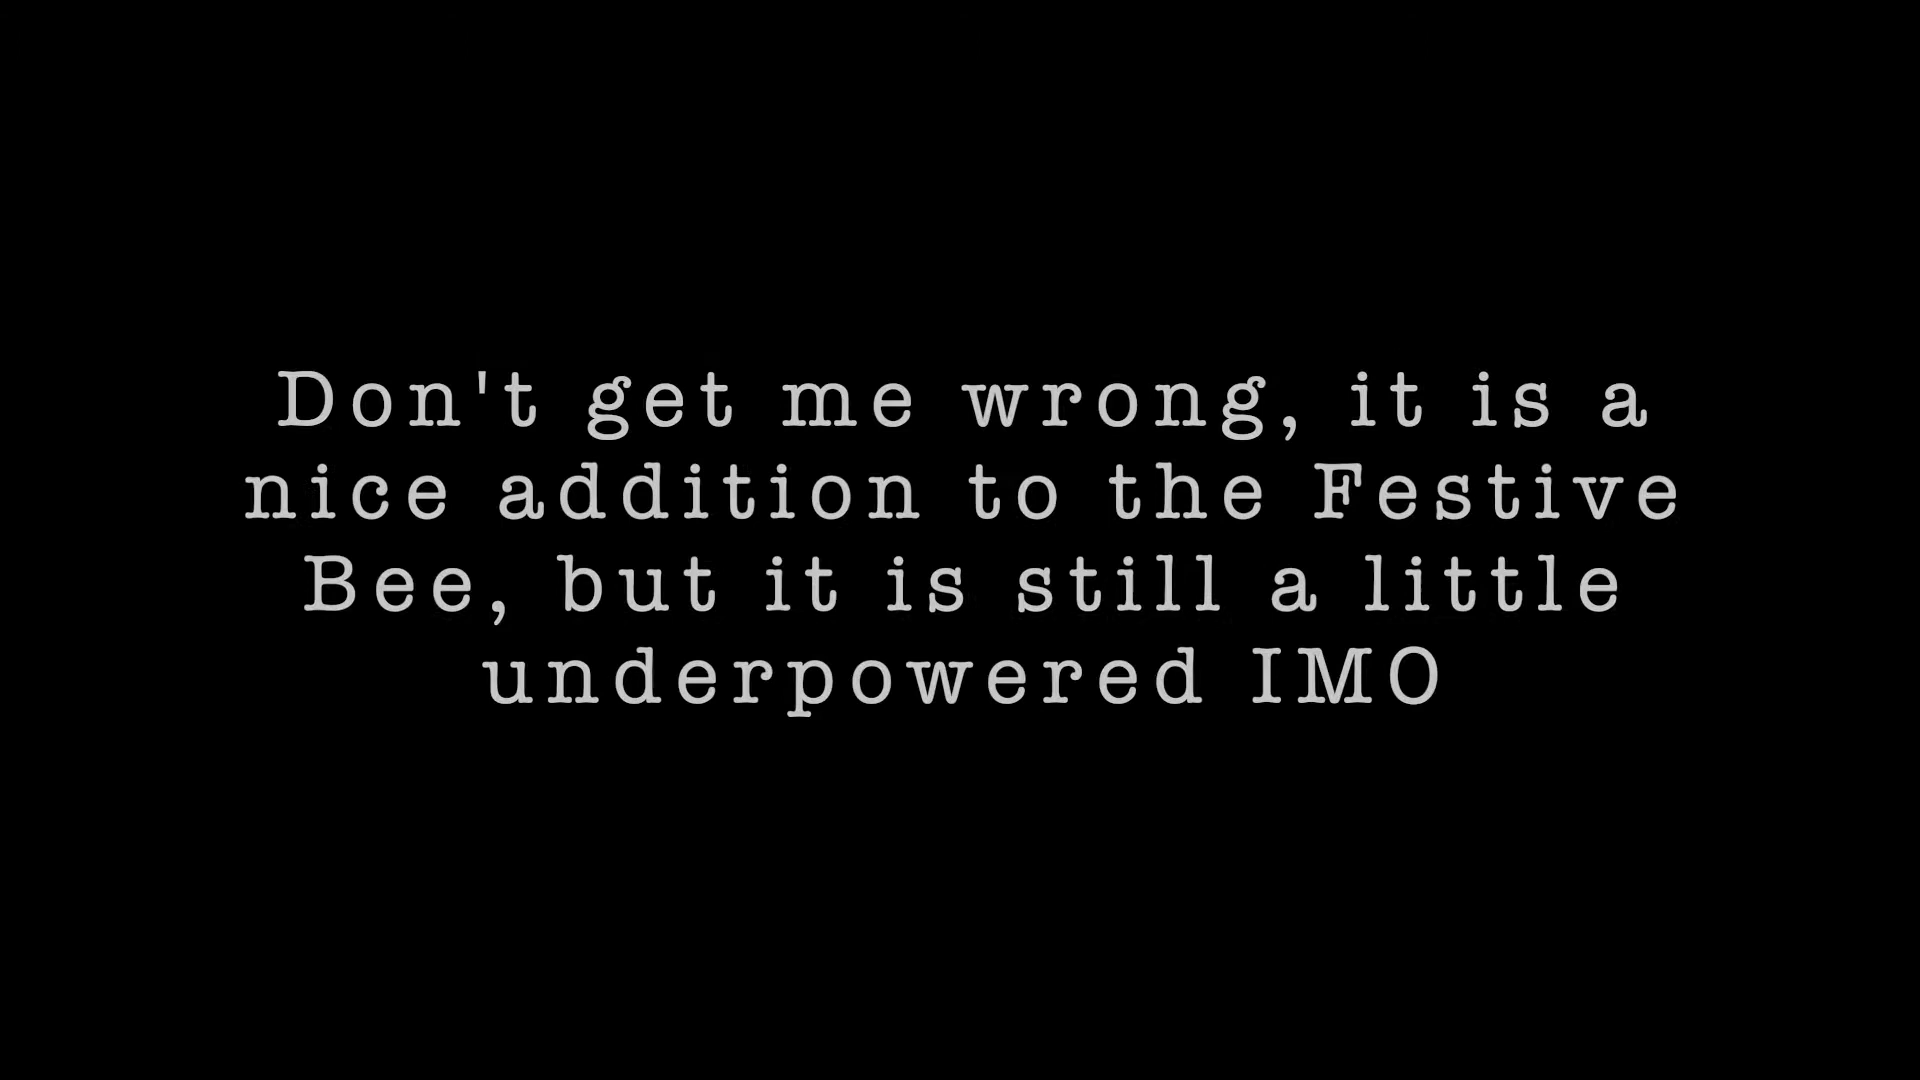 Don't get me wrong, it is a
nice addition to the Festive
Bee, but it is still a little
underpowered IMO